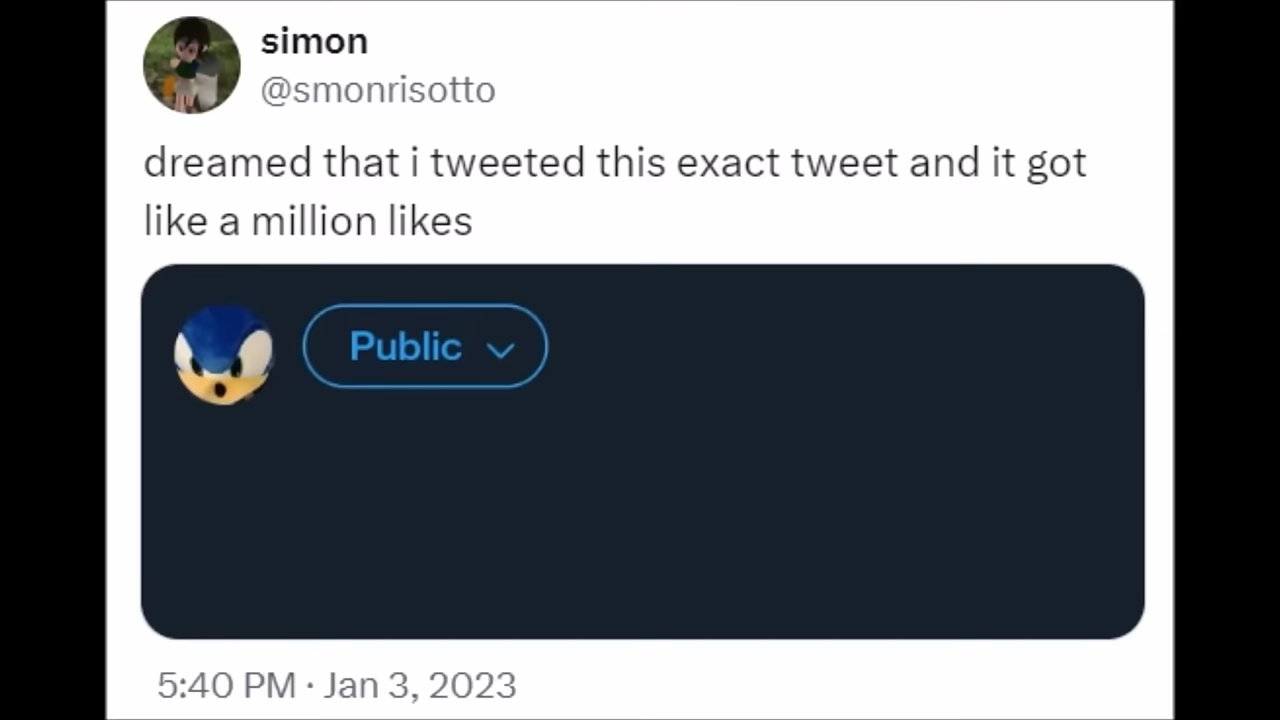 simon
@smonrisotto
dreamed that i tweeted this exact tweet and it got
like a million likes
Public
5:40 PM · Jan 3, 2023